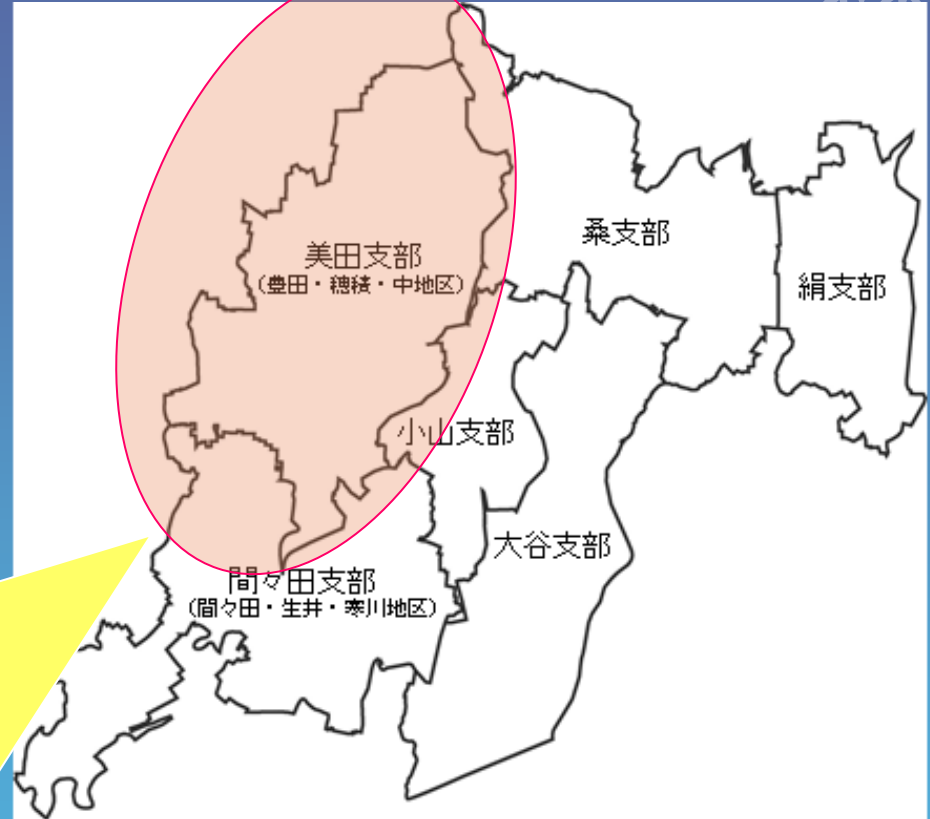 桑支部
美田支部
(豊田・穂積・中地区)
絹支部
小山支部
大谷支部
間々田支部
(間々田・生井・寒川地区)